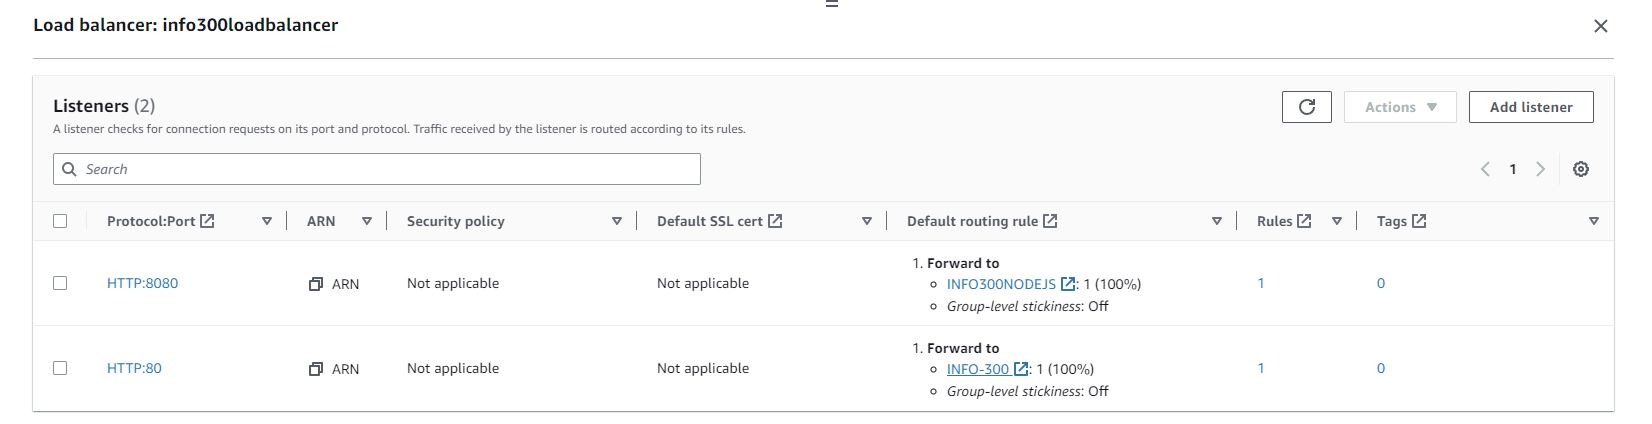 Load balancer: info300loadbalancer
Listeners (2)
Actions
Add listener
A listener checks for connection requests on its port and protocol. Traffic received by the listener is routed according to its rules.
Search
1
Protocol:Port ARN Security policy Default SSL cert Default routing rule Rules Tags
1. Forward to
HTTP:8080 ARN Not applicable Not applicable INFO300NODEJS : 1 (100%) 1 0
Group-level stickiness: Off
1. Forward to
HTTP:80 ARN Not applicable Not applicable INFO-300 : 1 (100%) 1 0
Group-level stickiness: Off